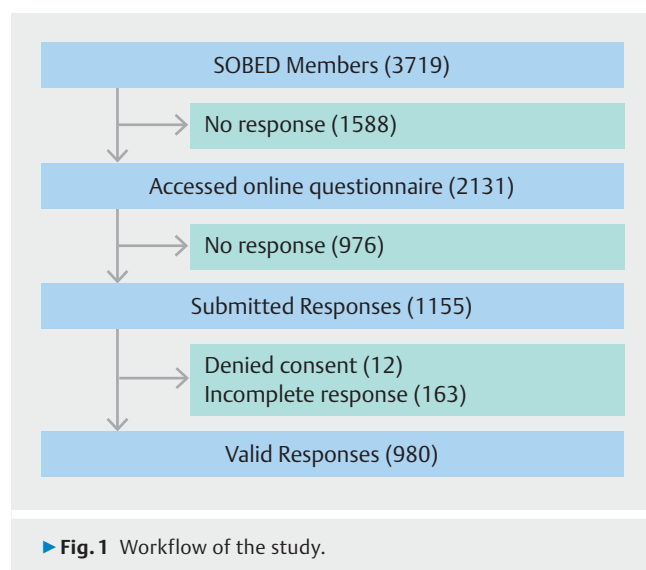 SOBED Members (3719)
No response (1588)
Accessed online questionnaire (2131)
No response (976)
Submitted Responses (1155)
Denied consent (12)
Incomplete response (163)
Valid Responses (980)
▶ Fig. 1 Workflow of the study.